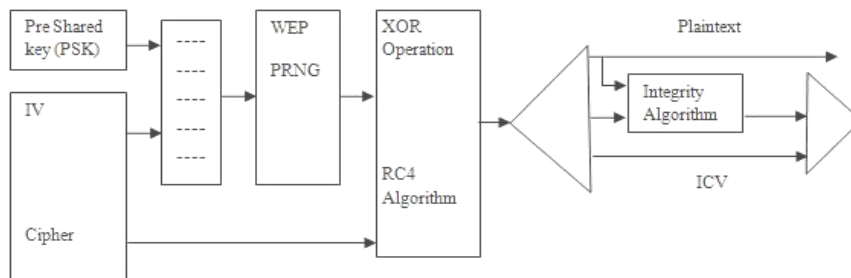 Pre Shared
key (PSK)
IV
Cipher
----
----
----
----
----
WEP
PRNG
XOR
Operation
RC4
Algorithm
Plaintext
Integrity
Algorithm
ICV